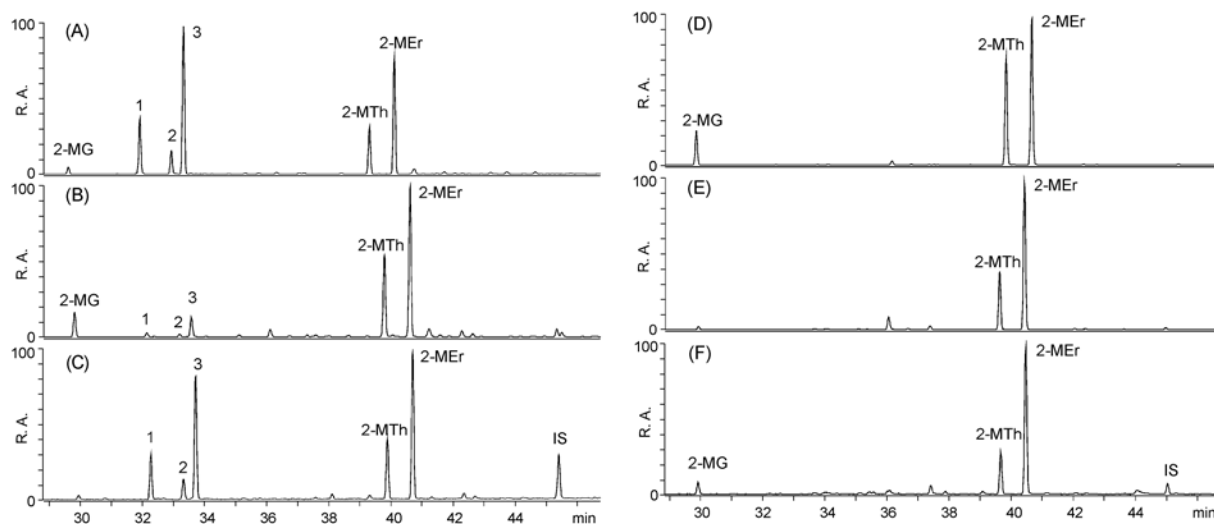 (A)
100
R. A.
0
2-MG
1
2
3
2-MTh
2-MEr
(B)
100
R. A.
0
2-MG
1
2
3
2-MTh
2-MEr
(C)
100
R. A.
0
1
2
3
2-MTh
2-MEr
IS
30 32 34 36 38 40 42 44 min
(D)
100
R. A.
0
2-MG
2-MTh
2-MEr
(E)
100
R. A.
0
2-MTh
2-MEr
(F)
100
R. A.
0
2-MG
2-MTh
2-MEr
IS
30 32 34 36 38 40 42 44 min